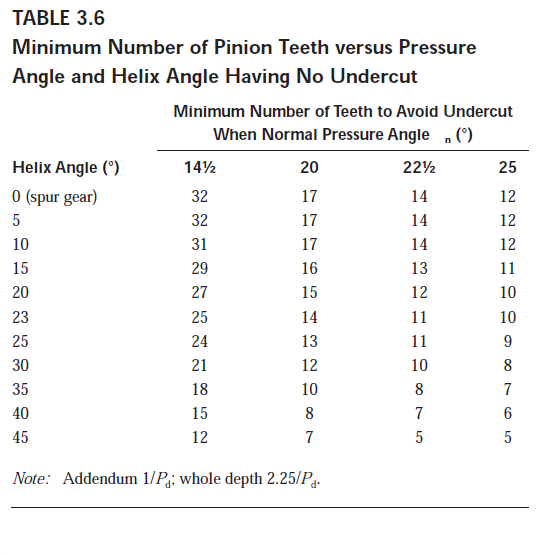 TABLE 3.6
Minimum Number of Pinion Teeth versus Pressure
Angle and Helix Angle Having No Undercut
Minimum Number of Teeth to Avoid Undercut
When Normal Pressure Angle n (°)
Helix Angle (°) 14½ 20 22½ 25
0 (spur gear) 32 17 14 12
5 32 17 14 12
10 31 17 14 12
15 29 16 13 11
20 27 15 12 10
23 25 14 11 10
25 24 13 11 9
30 21 12 10 8
35 18 10 8 7
40 15 8 7 6
45 12 7 5 5
Note: Addendum 1/Pd; whole depth 2.25/Pd.